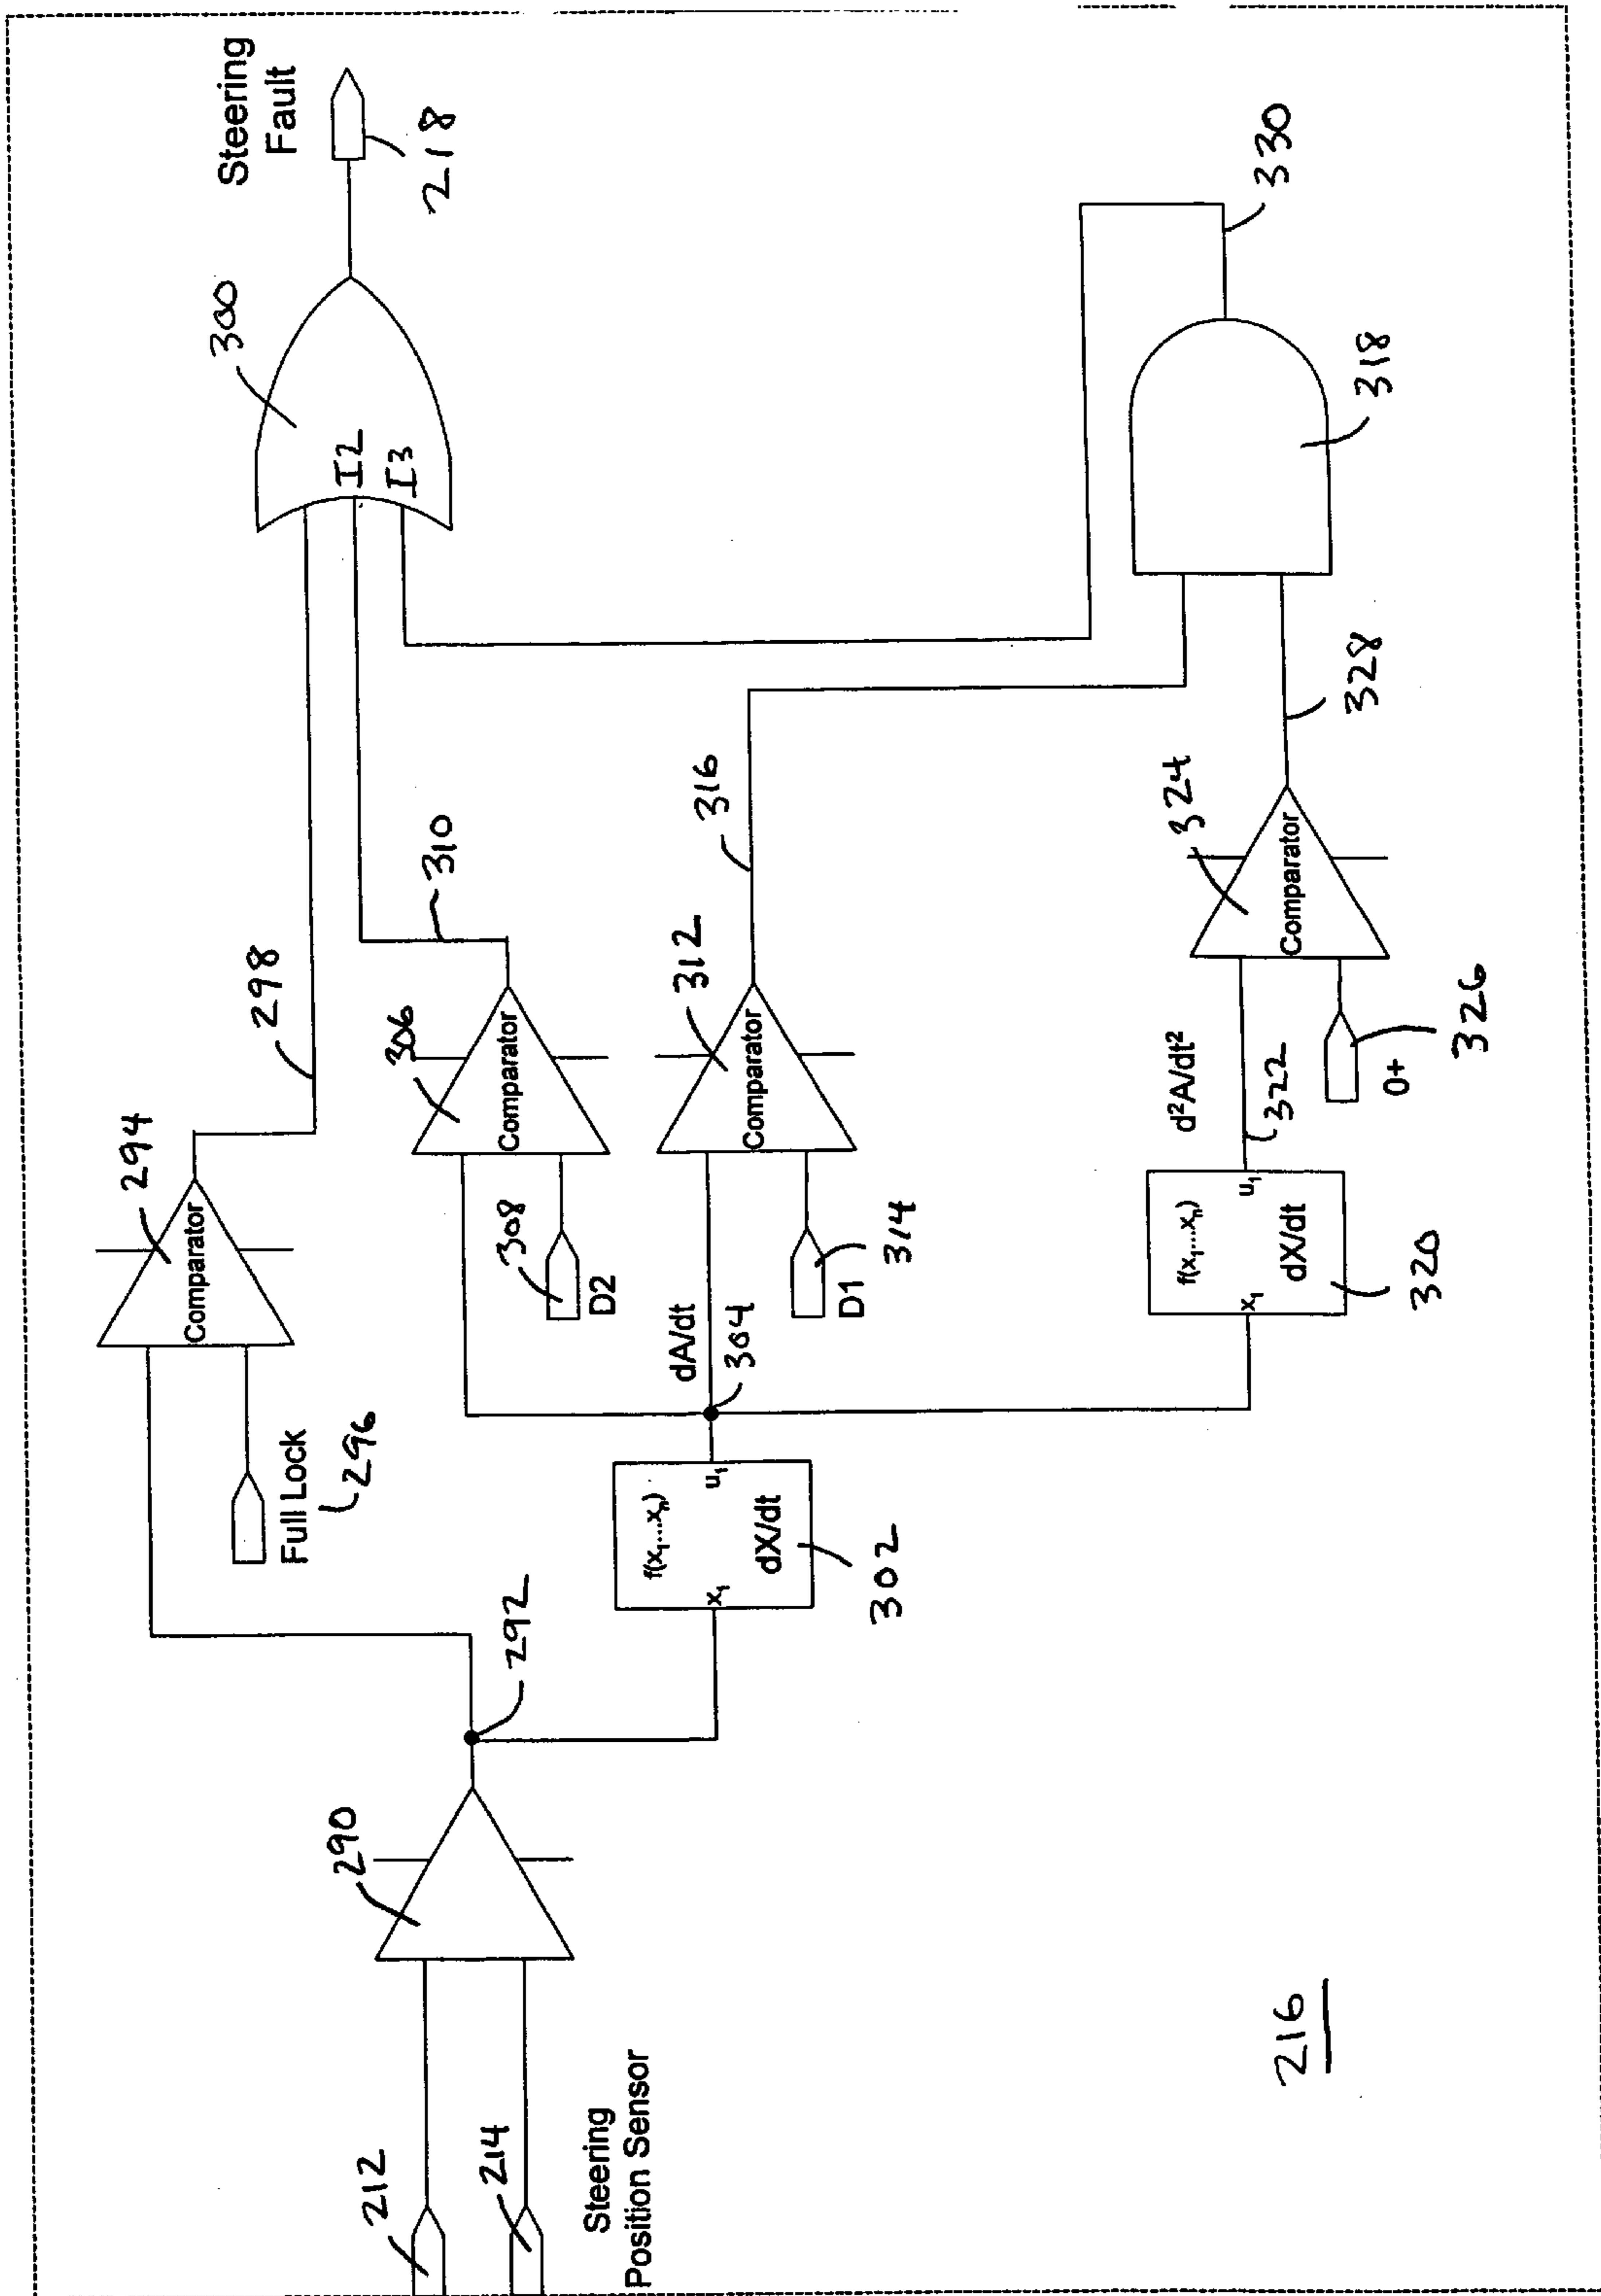 Steering
Fault
218
300
I2
I3
330
318
298
310
316
328
294
Comparator
Full Lock
296
306
Comparator
308
D2
312
Comparator
dA/dt
304
314
D1
324
Comparator
d²A/dt²
322
326
0+
f(x₁...xₙ)
x₁
u₁
dX/dt
320
292
f(x₁...xₙ)
x₁
u₁
dX/dt
302
290
212
214
Steering
Position Sensor
216